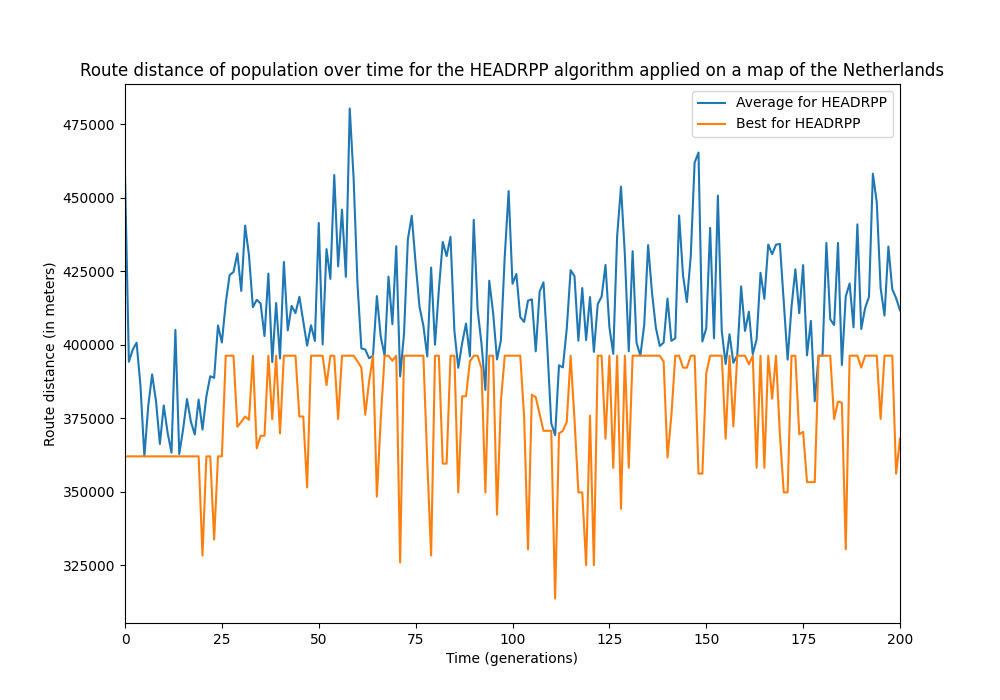 Route distance of population over time for the HEADRPP algorithm applied on a map of the Netherlands
Average for HEADRPP
Best for HEADRPP
475000
450000
425000
400000
375000
350000
325000
Route distance (in meters)
0 25 50 75 100 125 150 175 200
Time (generations)